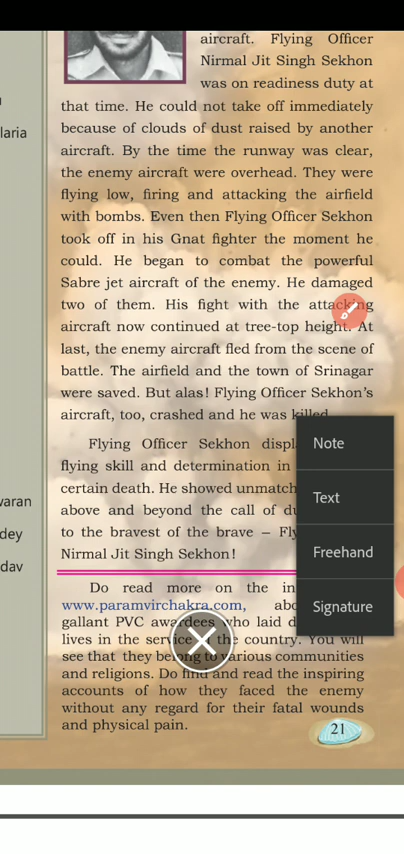 aircraft. Flying Officer
Nirmal Jit Singh Sekhon
was on readiness duty at
that time. He could not take off immediately
because of clouds of dust raised by another
aircraft. By the time the runway was clear,
the enemy aircraft were overhead. They were
flying low, firing and attacking the airfield
with bombs. Even then Flying Officer Sekhon
took off in his Gnat fighter the moment he
could. He began to combat the powerful
Sabre jet aircraft of the enemy. He damaged
two of them. His fight with the attacking
aircraft now continued at tree-top height. At
last, the enemy aircraft fled from the scene of
battle. The airfield and the town of Srinagar
were saved. But alas! Flying Officer Sekhon's
aircraft, too, crashed and he was killed
Flying Officer Sekhon
flying skill and determination in
certain death. He showed
above and beyond the call of
to the bravest of the brave –
Nirmal Jit Singh Sekhon!
Do read more on the
www.paramvirchakra.com,
gallant PVC awardees who laid
lives in the service the country. You will
see that they belong to various communities
and religions. Do find and read the inspiring
accounts of how they faced the enemy
without any regard for their fatal wounds
and physical pain.
21
laria
waran
dey
dav
Note
Text
Freehand
Signature